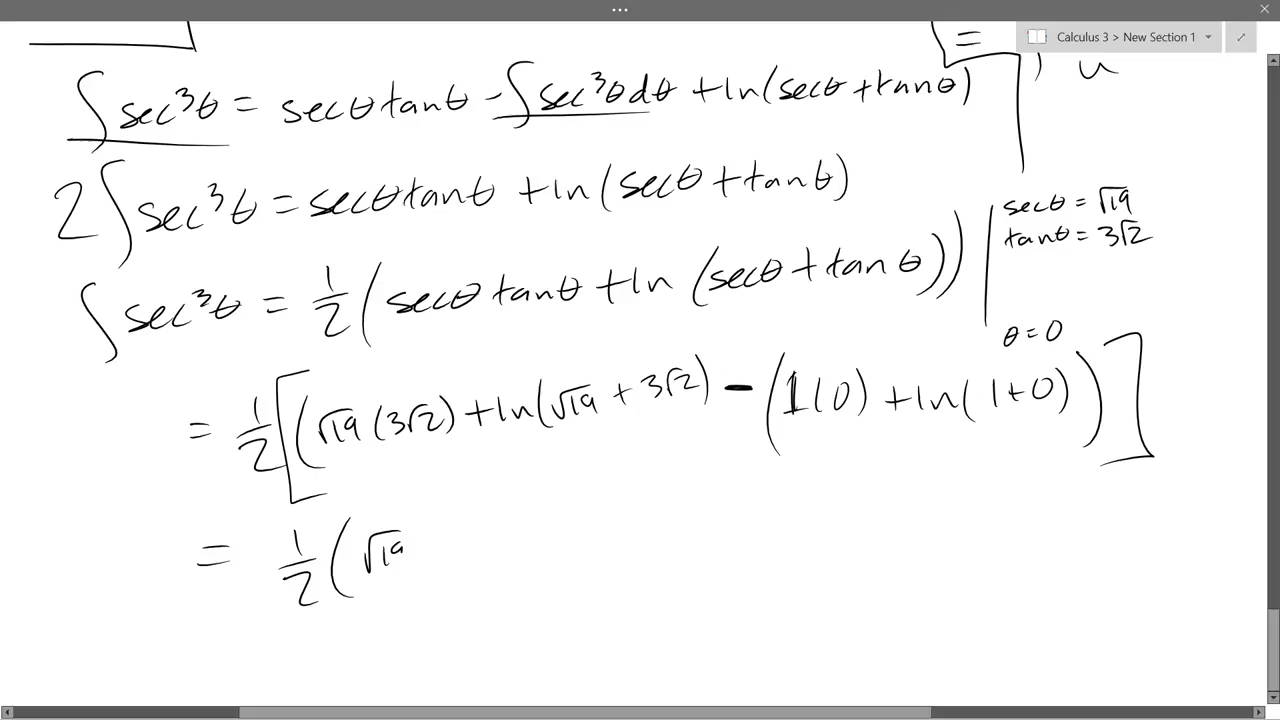 =
Calculus 3 > New Section 1
) u
∫ sec³θ = secθ tanθ - ∫ sec³θ dθ + ln(secθ + tanθ)
2 ∫ sec³θ = secθ tanθ + ln(secθ + tanθ)
secθ = √19
tanθ = 3√2
∫ sec³θ = 1/2 (secθ tanθ + ln (secθ + tanθ)) |
θ = 0
= 1/2 [(√19 (3√2) + ln(√19 + 3√2) - (1(0) + ln(1+0))]
= 1/2 (√19